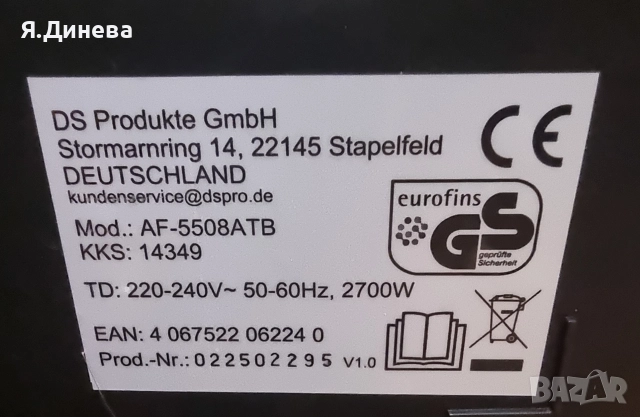 Я.Динева
DS Produkte GmbH
Stormarnring 14, 22145 Stapelfeld
DEUTSCHLAND
kundenservice@dspro.de
Mod.: AF-5508ATB
KKS: 14349
TD: 220-240V~ 50-60Hz, 2700W
EAN: 4 067522 06224 0
Prod.-Nr.: 022502295 V1.0
CE
eurofins
GS
geprüfte
Sicherheit
BAZAR